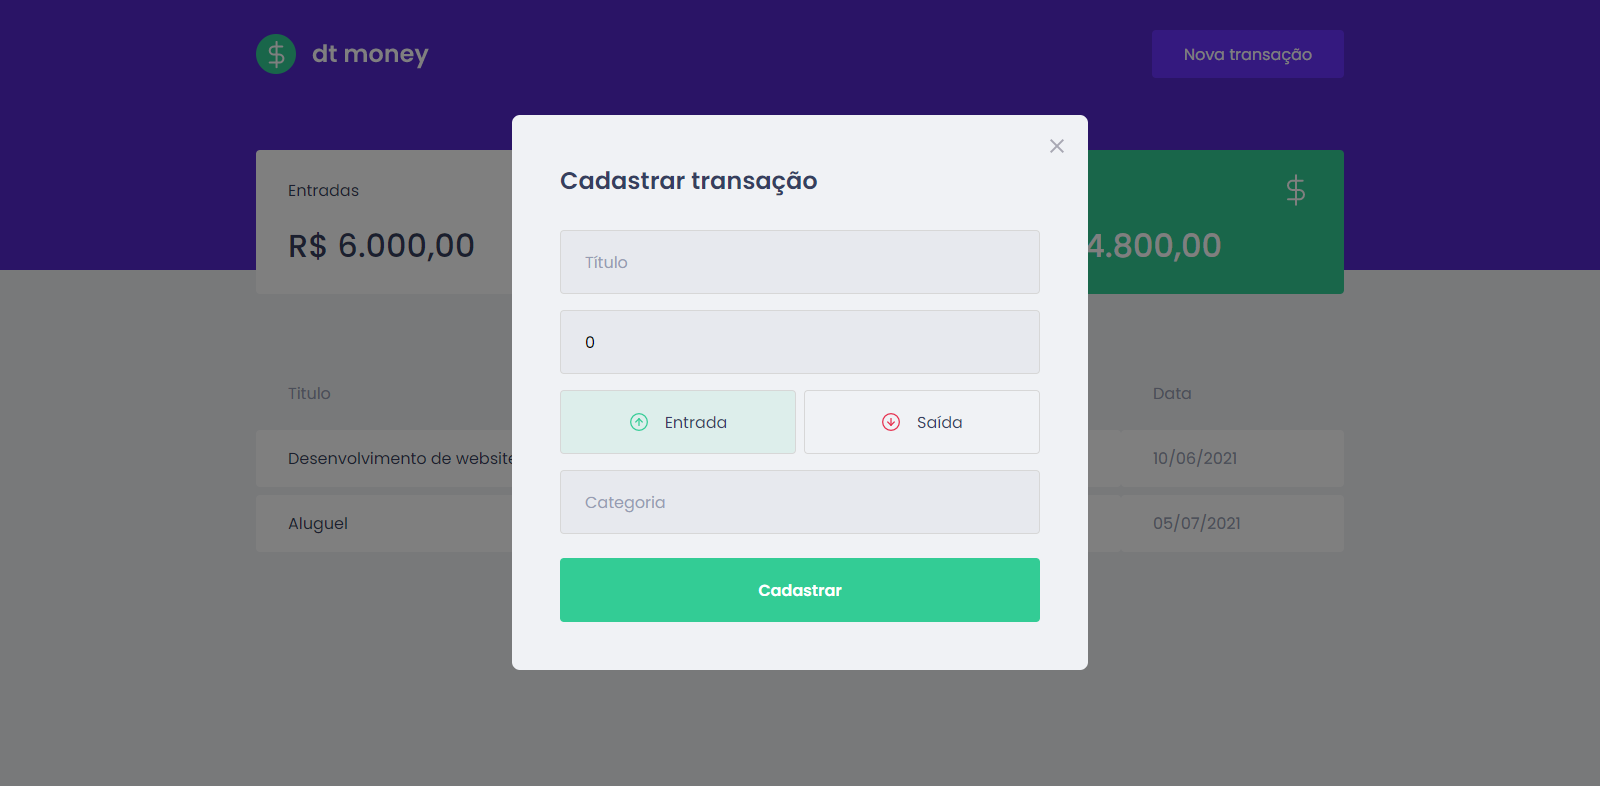 dt money
Nova transação
Entradas
R$ 6.000,00
4.800,00
Cadastrar transação
Título
0
Entrada
Saída
Categoria
Cadastrar
Titulo
Data
Desenvolvimento de website
10/06/2021
Aluguel
05/07/2021